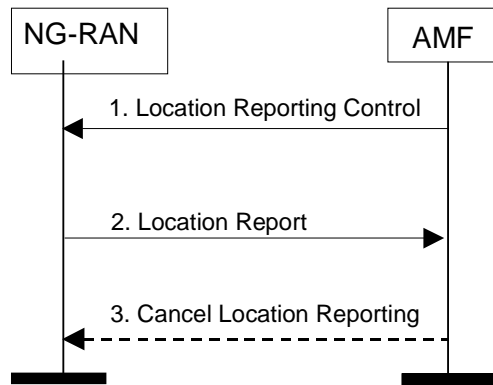 NG-RAN
AMF
1. Location Reporting Control
2. Location Report
3. Cancel Location Reporting